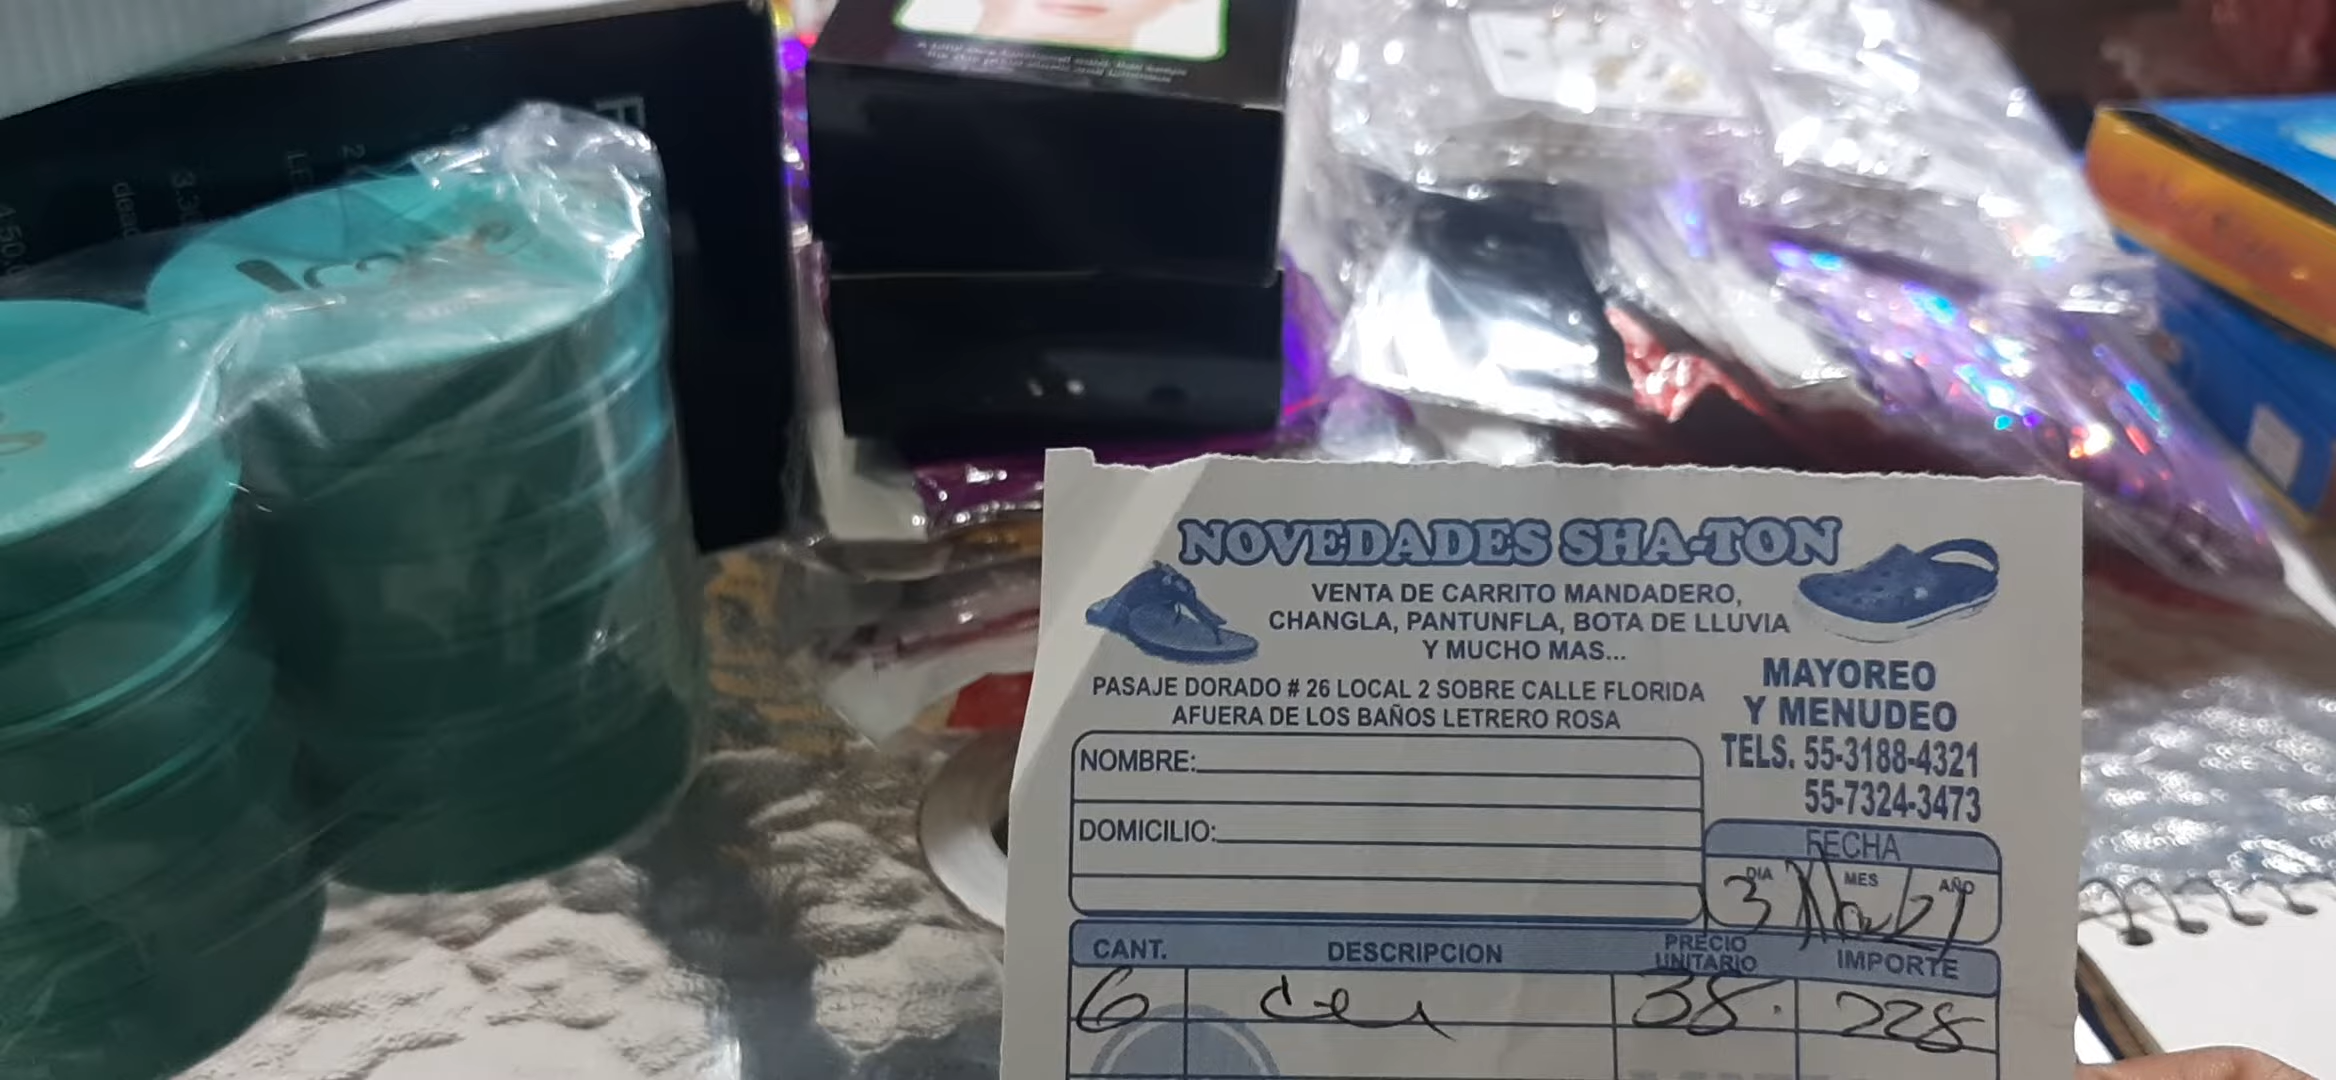 NOVEDADES SHA-TON
VENTA DE CARRITO MANDADERO,
CHANGLA, PANTUNFLA, BOTA DE LLUVIA
Y MUCHO MAS...
PASAJE DORADO # 26 LOCAL 2 SOBRE CALLE FLORIDA
AFUERA DE LOS BAÑOS LETRERO ROSA
MAYOREO
Y MENUDEO
TELS. 55-3188-4321
55-7324-3473
NOMBRE:
DOMICILIO:
FECHA
DIA MES AÑO
3 Nov
CANT. DESCRIPCION PRECIO UNITARIO IMPORTE
6 38. 228